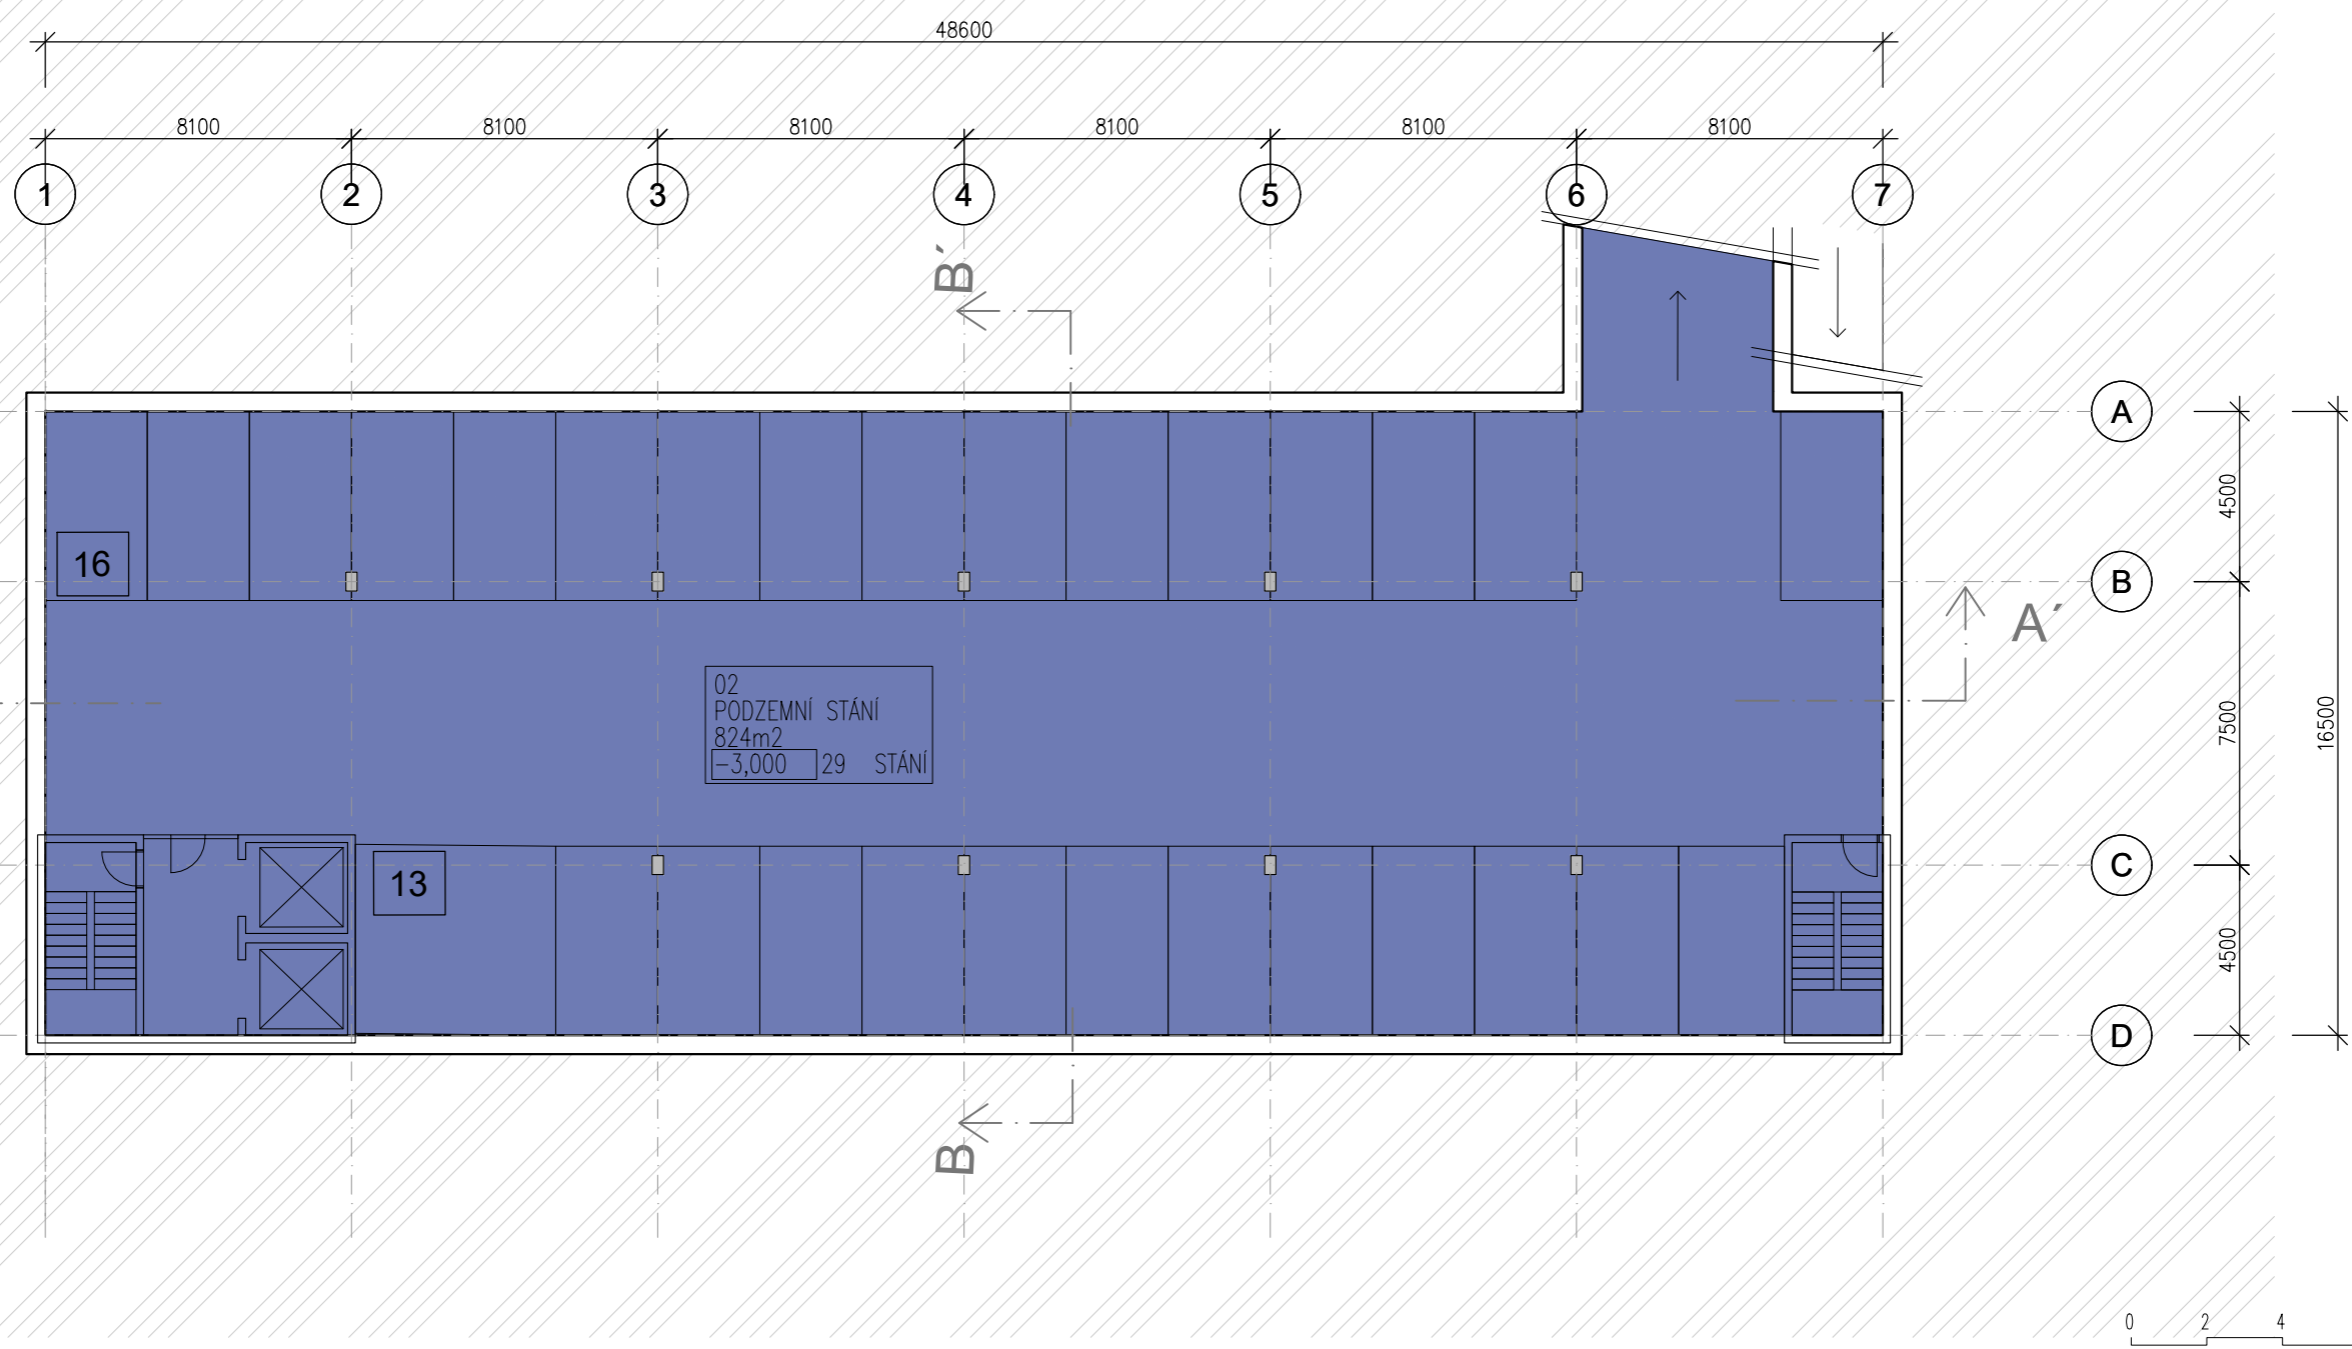 48600
8100 8100 8100 8100 8100 8100
1 2 3 4 5 6 7
B´
A
4500
16
B
A´
02
PODZEMNÍ STÁNÍ
824m2
-3,000 29 STÁNÍ
7500
16500
13
C
4500
D
B
0 2 4